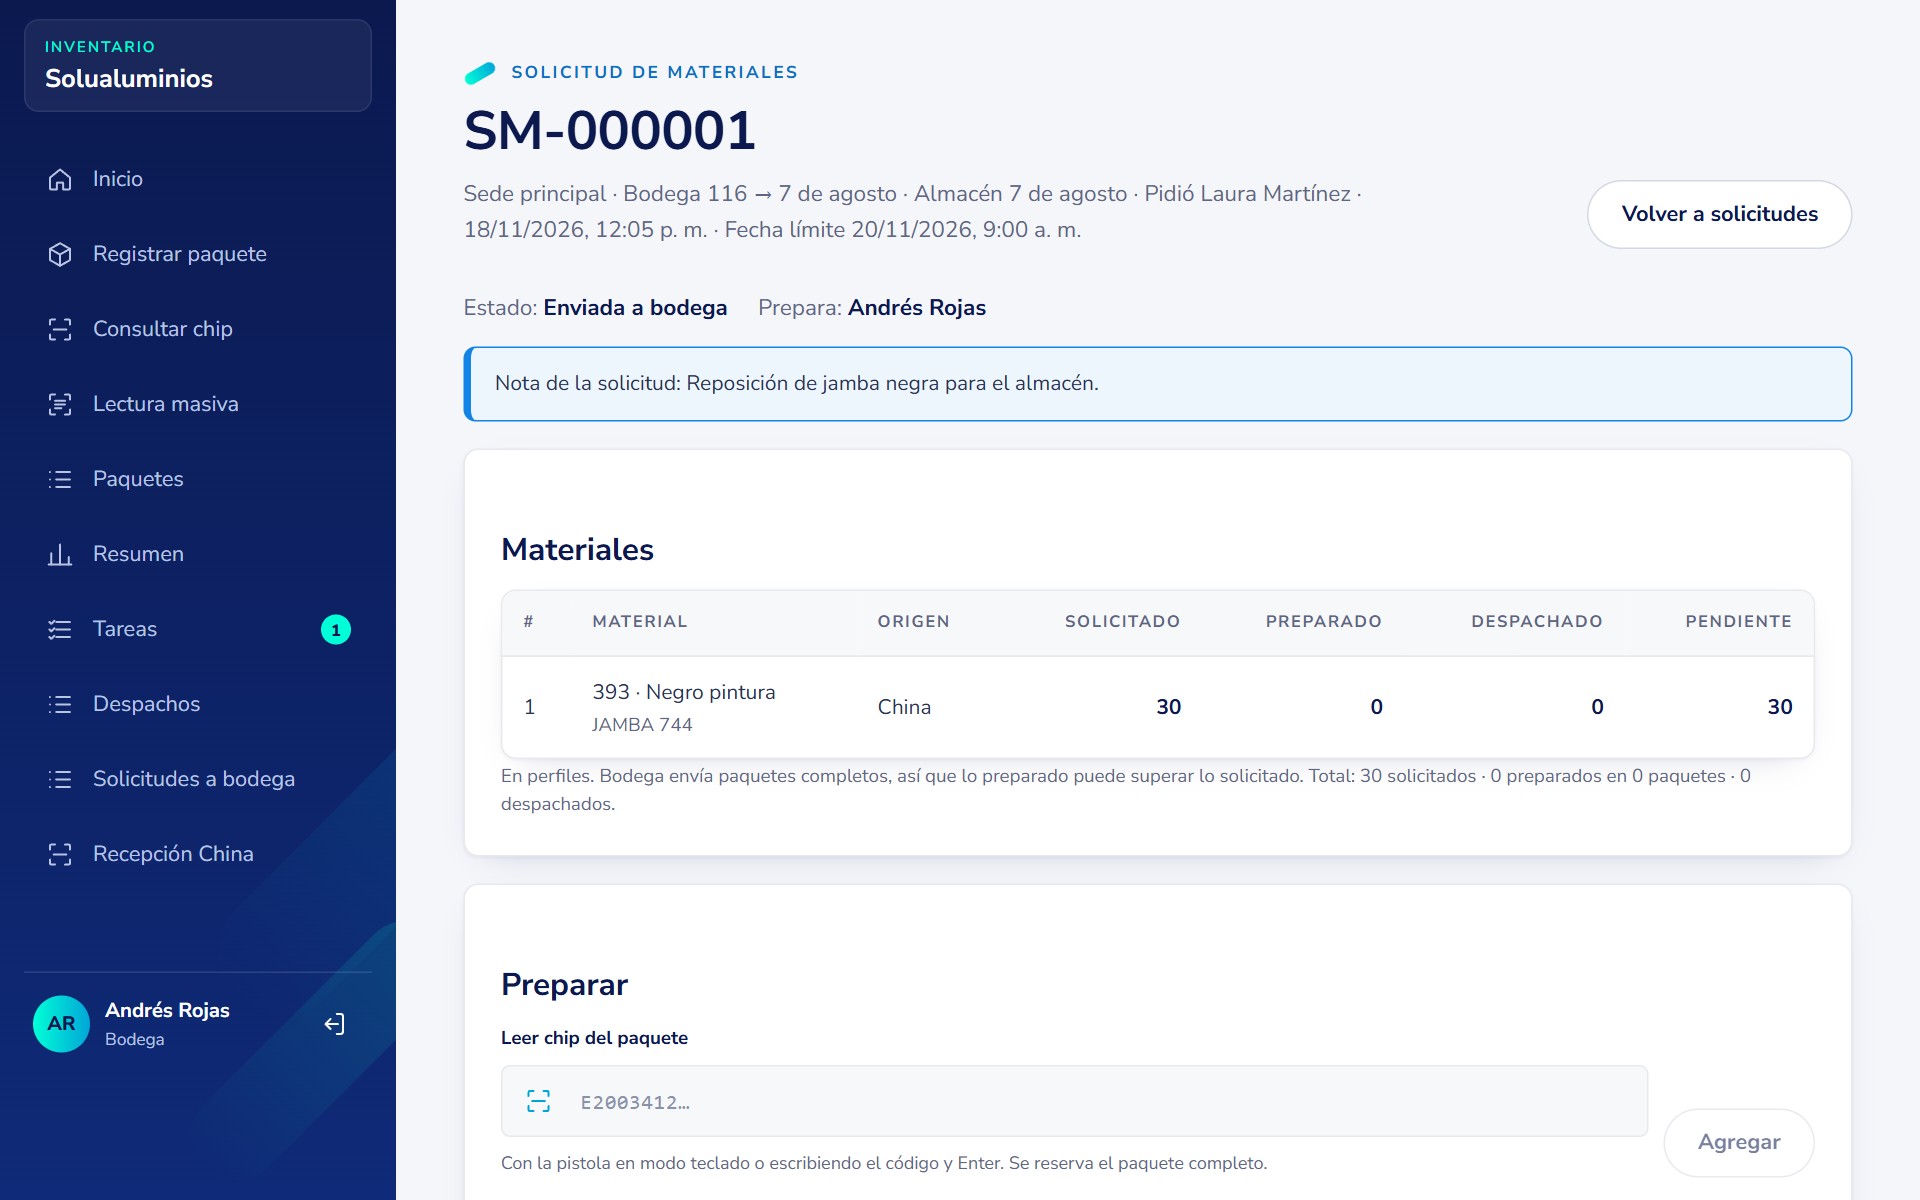 INVENTARIO
Solualuminios
Inicio
Registrar paquete
Consultar chip
Lectura masiva
Paquetes
Resumen
Tareas 1
Despachos
Solicitudes a bodega
Recepción China
AR
Andrés Rojas
Bodega
SOLICITUD DE MATERIALES
SM-000001
Sede principal · Bodega 116 → 7 de agosto · Almacén 7 de agosto · Pidió Laura Martínez ·
18/11/2026, 12:05 p. m. · Fecha límite 20/11/2026, 9:00 a. m.
Volver a solicitudes
Estado: Enviada a bodega Prepara: Andrés Rojas
Nota de la solicitud: Reposición de jamba negra para el almacén.
Materiales
# MATERIAL ORIGEN SOLICITADO PREPARADO DESPACHADO PENDIENTE
1 393 · Negro pintura China 30 0 0 30
JAMBA 744
En perfiles. Bodega envía paquetes completos, así que lo preparado puede superar lo solicitado. Total: 30 solicitados · 0 preparados en 0 paquetes · 0
despachados.
Preparar
Leer chip del paquete
E2003412…
Agregar
Con la pistola en modo teclado o escribiendo el código y Enter. Se reserva el paquete completo.